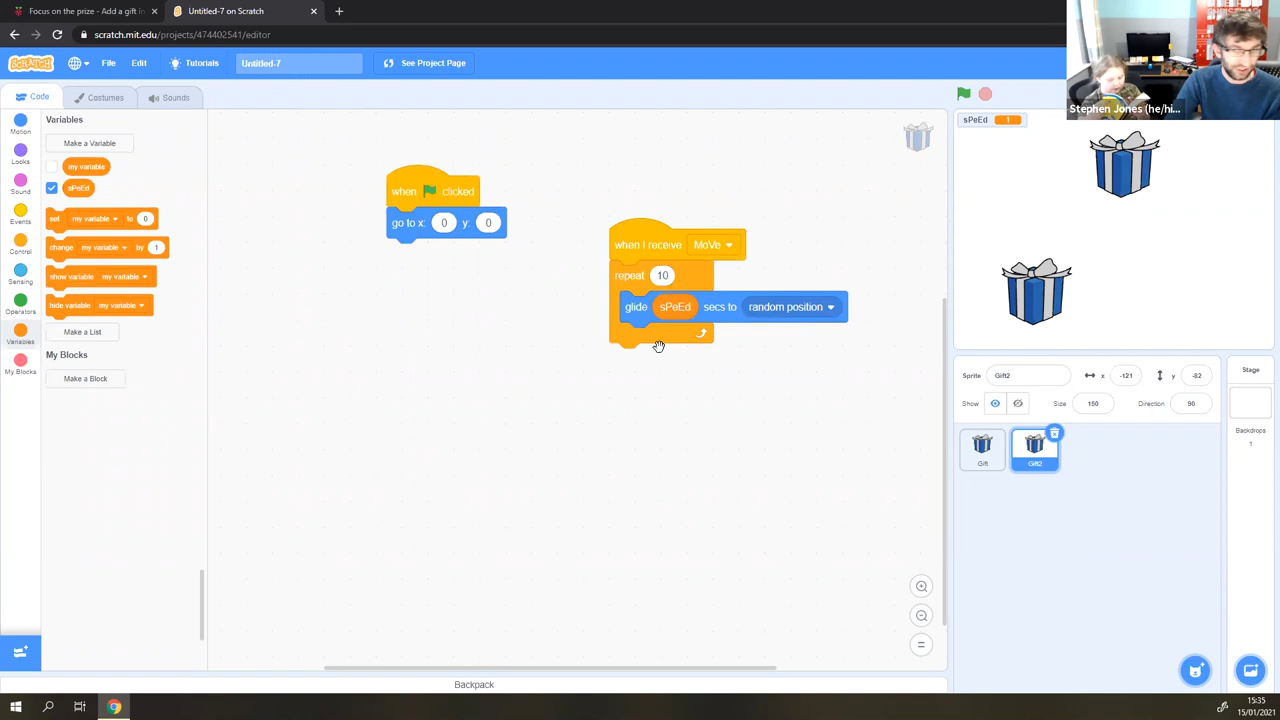 Focus on the prize - Add a gift in
Untitled-7 on Scratch
scratch.mit.edu/projects/474402541/editor
SCRATCH
File
Edit
Tutorials
Untitled-7
See Project Page
Stephen Jones (he/hi...
Code
Costumes
Sounds
Motion
Looks
Sound
Events
Control
Sensing
Operators
Variables
My Blocks
Variables
Make a Variable
my variable
sPeEd
set my variable to 0
change my variable by 1
show variable my variable
hide variable my variable
Make a List
My Blocks
Make a Block
when clicked
go to x: 0 y: 0
when I receive MoVe
repeat 10
glide sPeEd secs to random position
sPeEd 1
Sprite Gift2 x -121 y -82
Show Size 150 Direction 90
Gift
Gift2
Stage
Backdrops
1
Backpack
15:35
15/01/2021